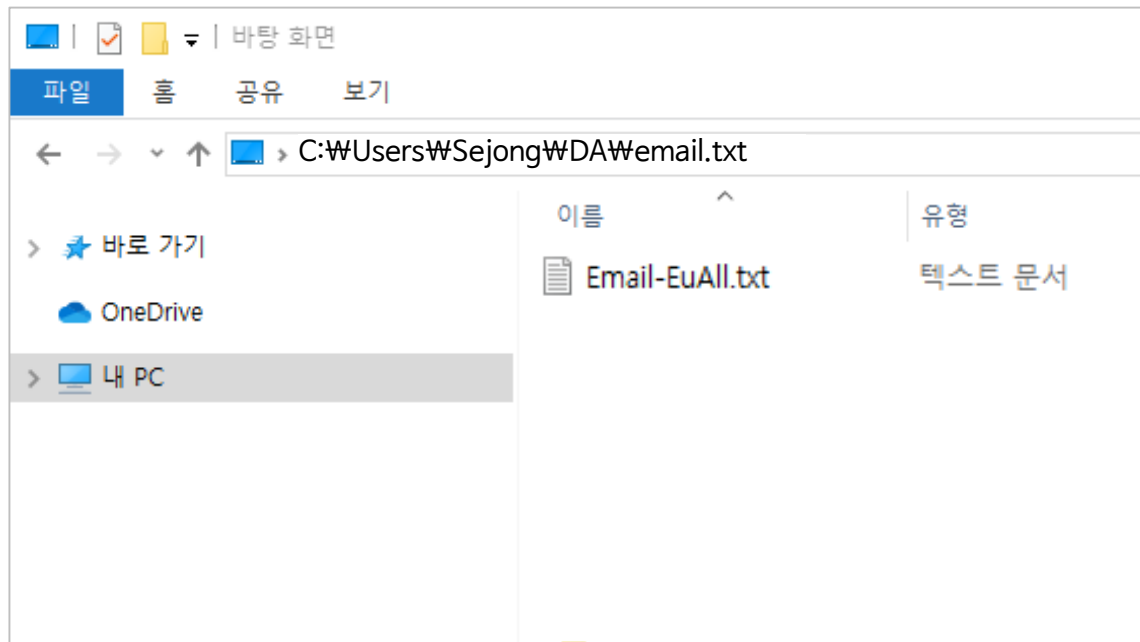 바탕 화면
파일 홈 공유 보기
C:₩Users₩Sejong₩DA₩email.txt
이름 유형
바로 가기
Email-EuAll.txt 텍스트 문서
OneDrive
내 PC